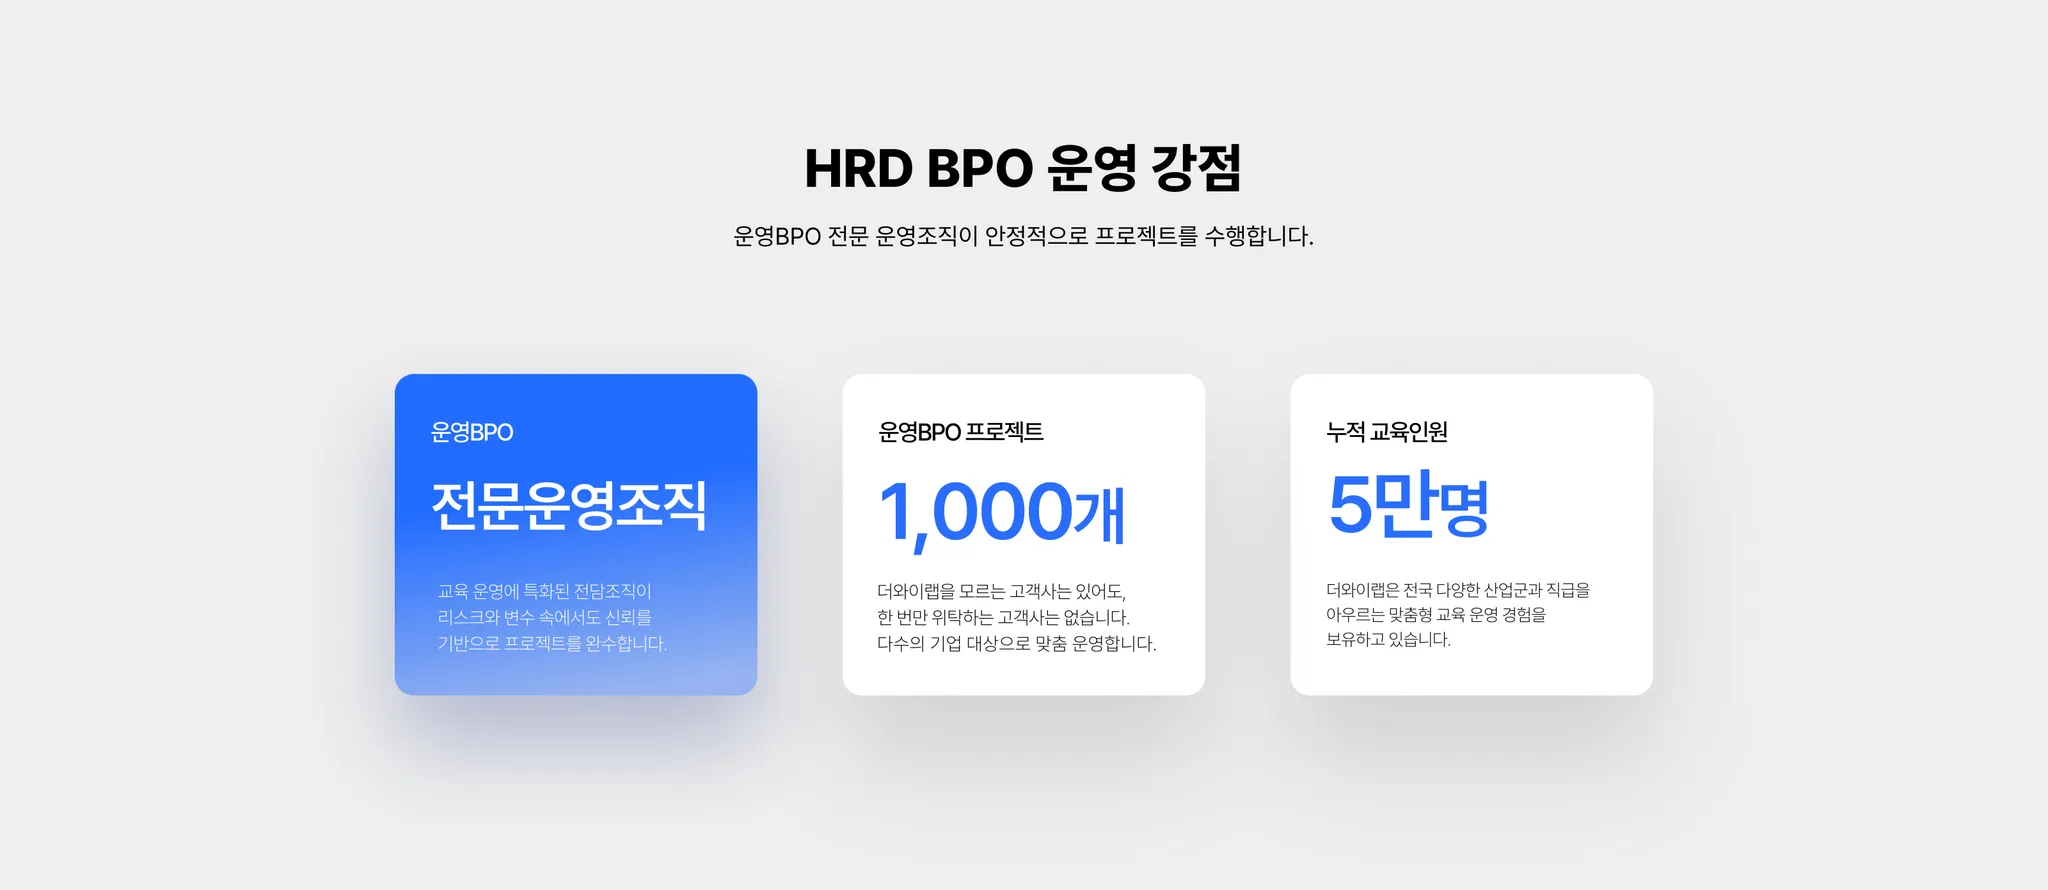 HRD BPO 운영 강점
운영BPO 전문 운영조직이 안정적으로 프로젝트를 수행합니다.
운영BPO
전문운영조직
교육 운영에 특화된 전담조직이
리스크와 변수 속에서도 신뢰를
기반으로 프로젝트를 완수합니다.
운영BPO 프로젝트
1,000개
더와이랩을 모르는 고객사는 있어도,
한 번만 위탁하는 고객사는 없습니다.
다수의 기업 대상으로 맞춤 운영합니다.
누적 교육인원
5만명
더와이랩은 전국 다양한 산업군과 직급을
아우르는 맞춤형 교육 운영 경험을
보유하고 있습니다.